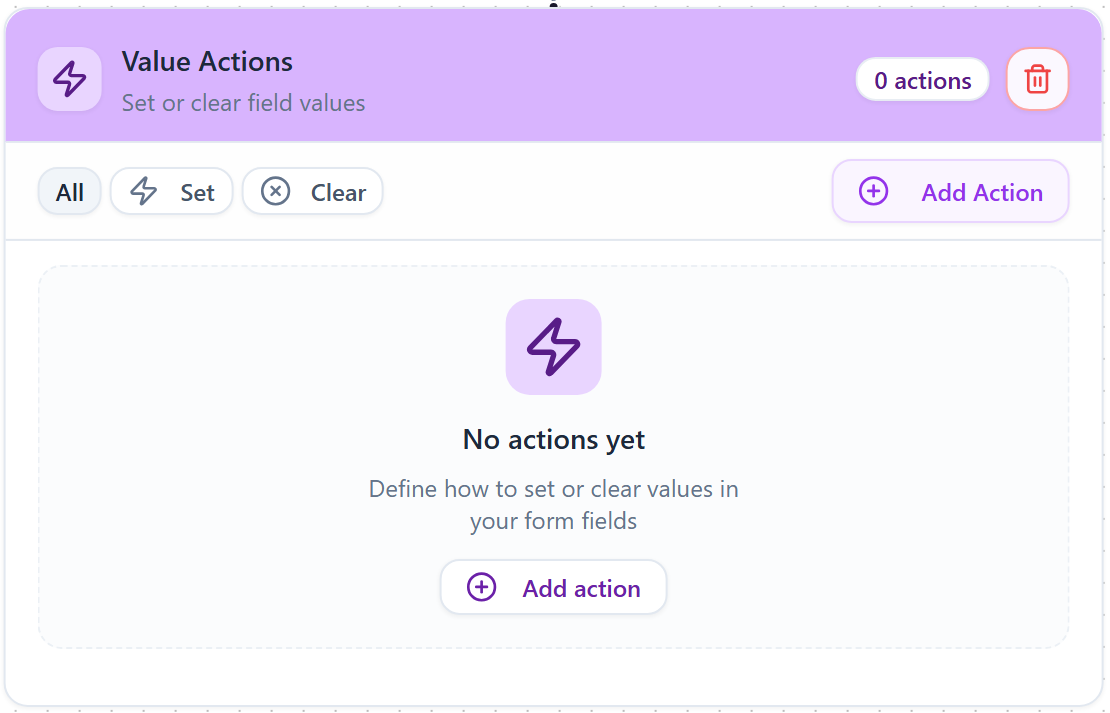 Value Actions
Set or clear field values
0 actions
All
Set
Clear
Add Action
No actions yet
Define how to set or clear values in
your form fields
Add action